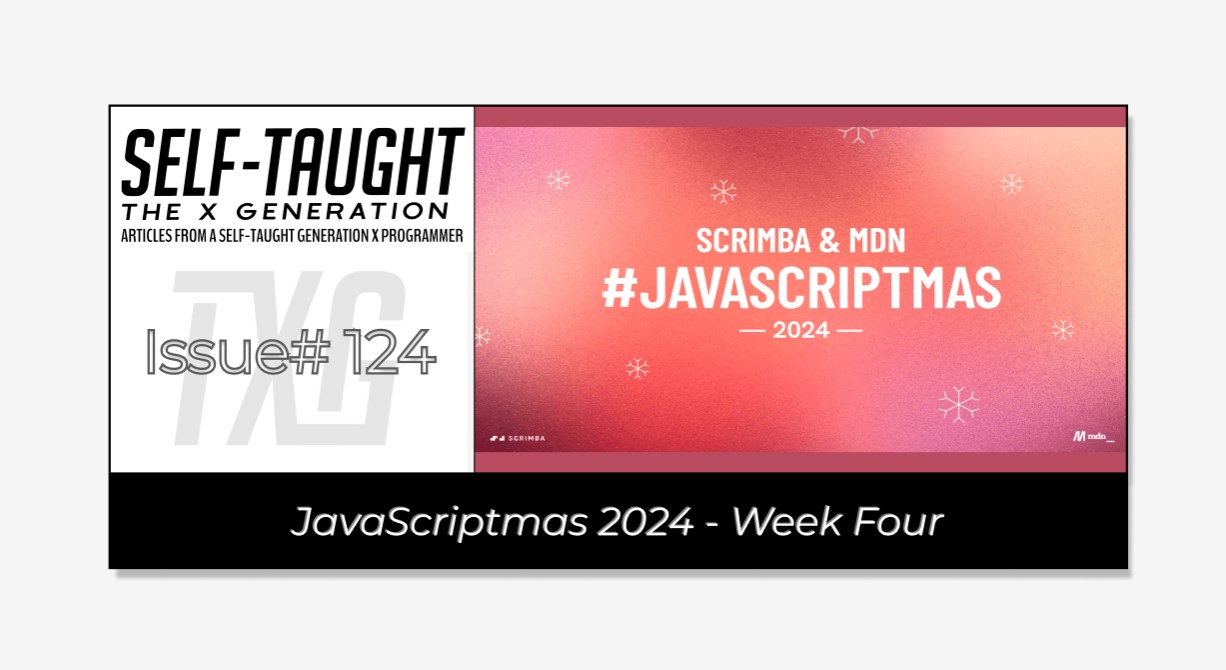 SELF-TAUGHT
THE X GENERATION
ARTICLES FROM A SELF-TAUGHT GENERATION X PROGRAMMER
TXG
Issue# 124
SCRIMBA & MDN
#JAVASCRIPTMAS
— 2024 —
SCRIMBA
mdn_
JavaScriptmas 2024 - Week Four